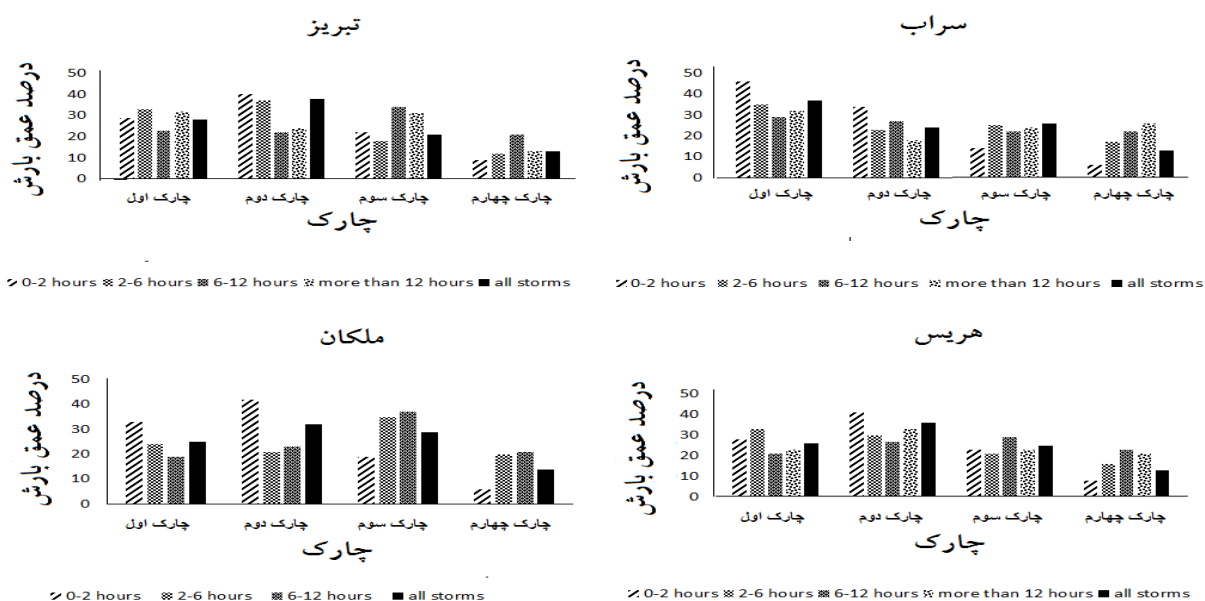 تبریز
درصد عمق بارش
50
40
30
20
10
0
چارک اول چارک دوم چارک سوم چارک چهارم
چارک
0-2 hours 2-6 hours 6-12 hours more than 12 hours all storms
سراب
درصد عمق بارش
50
40
30
20
10
0
چارک اول چارک دوم چارک سوم چارک چهارم
چارک
0-2 hours 2-6 hours 6-12 hours more than 12 hours all storms
ملکان
درصد عمق بارش
50
40
30
20
10
0
چارک اول چارک دوم چارک سوم چارک چهارم
چارک
0-2 hours 2-6 hours 6-12 hours all storms
هریس
درصد عمق بارش
50
40
30
20
10
0
چارک اول چارک دوم چارک سوم چارک چهارم
چارک
0-2 hours 2-6 hours 6-12 hours more than 12 hours all storms